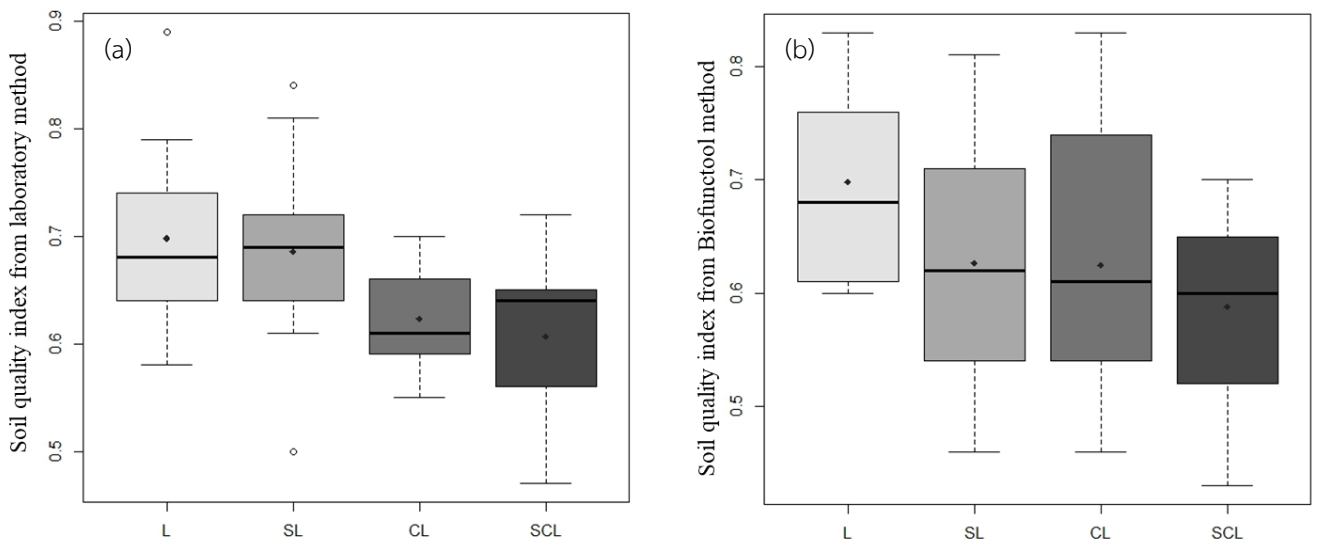 (a)
Soil quality index from laboratory method
0.9
0.8
0.7
0.6
0.5
L SL CL SCL
(b)
Soil quality index from Biofunctool method
0.8
0.7
0.6
0.5
L SL CL SCL